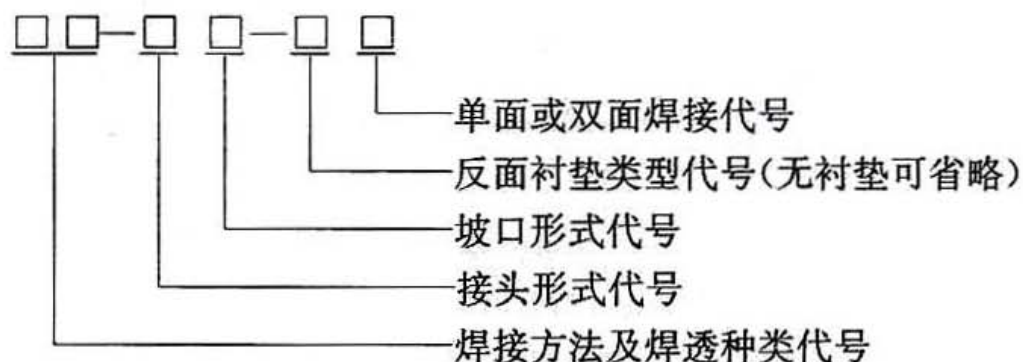 □□—□□—□□
单面或双面焊接代号
反面衬垫类型代号(无衬垫可省略)
坡口形式代号
接头形式代号
焊接方法及焊透种类代号